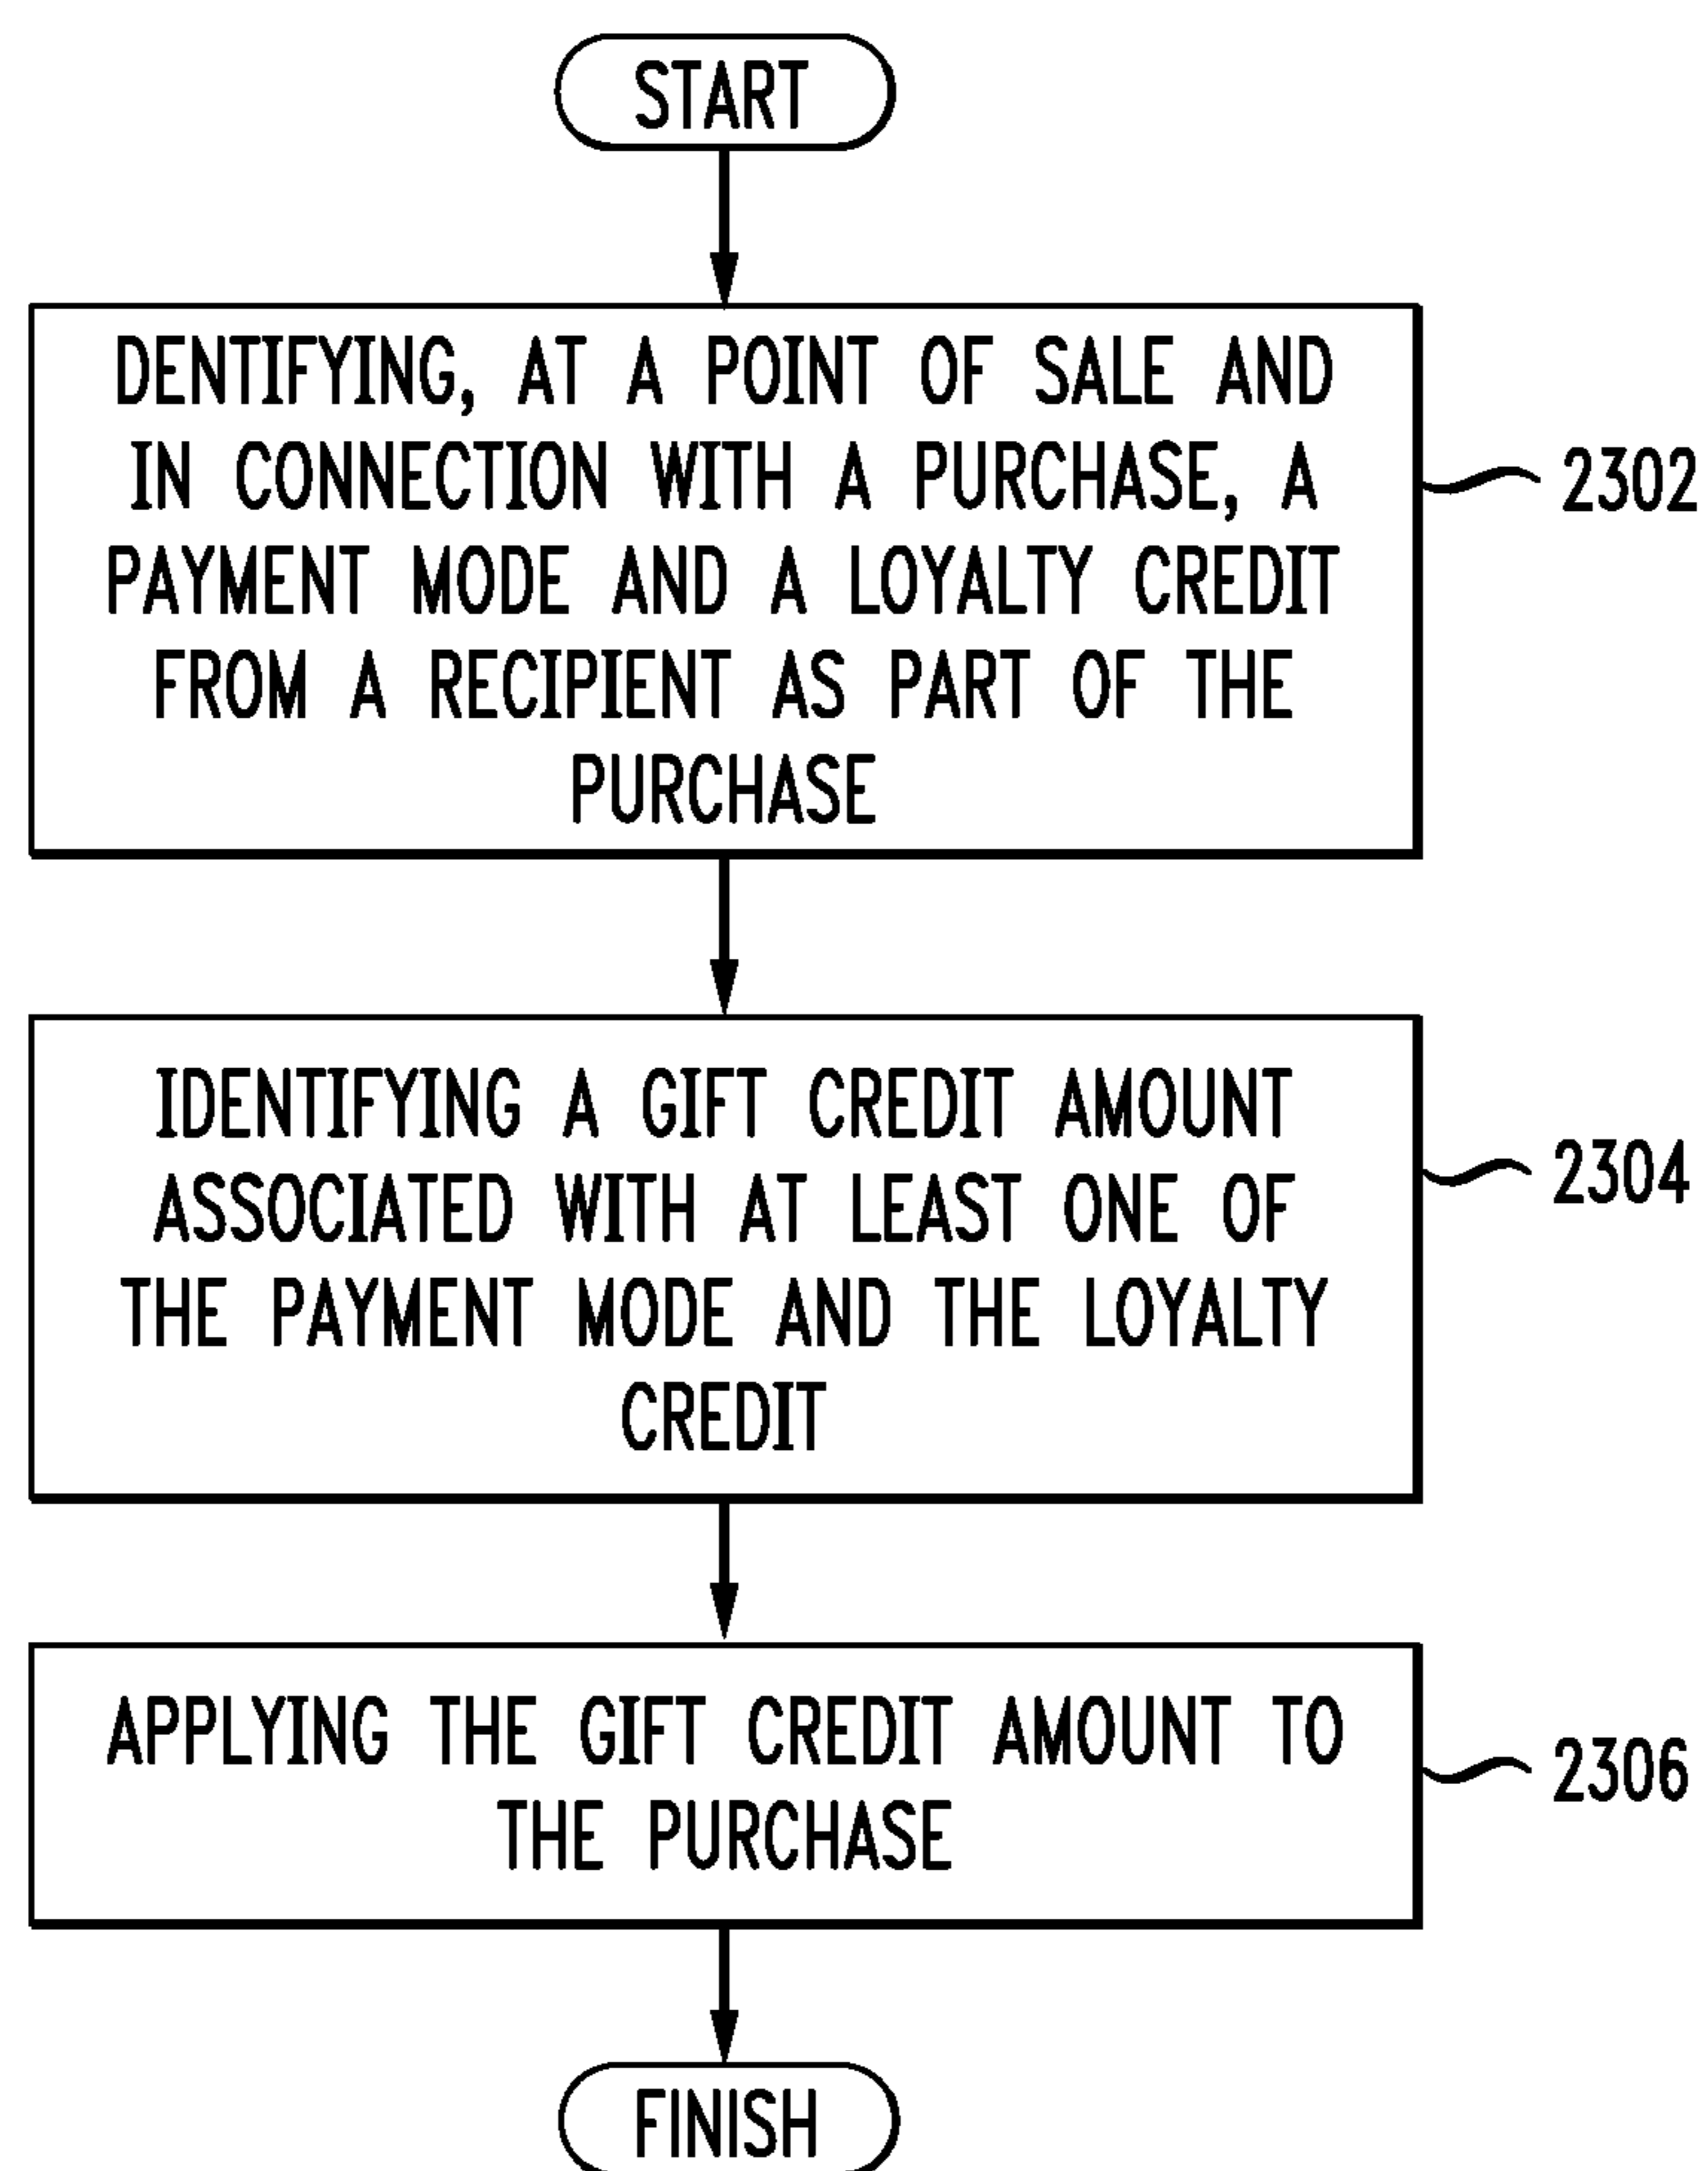 START
DENTIFYING, AT A POINT OF SALE AND
IN CONNECTION WITH A PURCHASE, A
PAYMENT MODE AND A LOYALTY CREDIT
FROM A RECIPIENT AS PART OF THE
PURCHASE
2302
IDENTIFYING A GIFT CREDIT AMOUNT
ASSOCIATED WITH AT LEAST ONE OF
THE PAYMENT MODE AND THE LOYALTY
CREDIT
2304
APPLYING THE GIFT CREDIT AMOUNT TO
THE PURCHASE
2306
FINISH